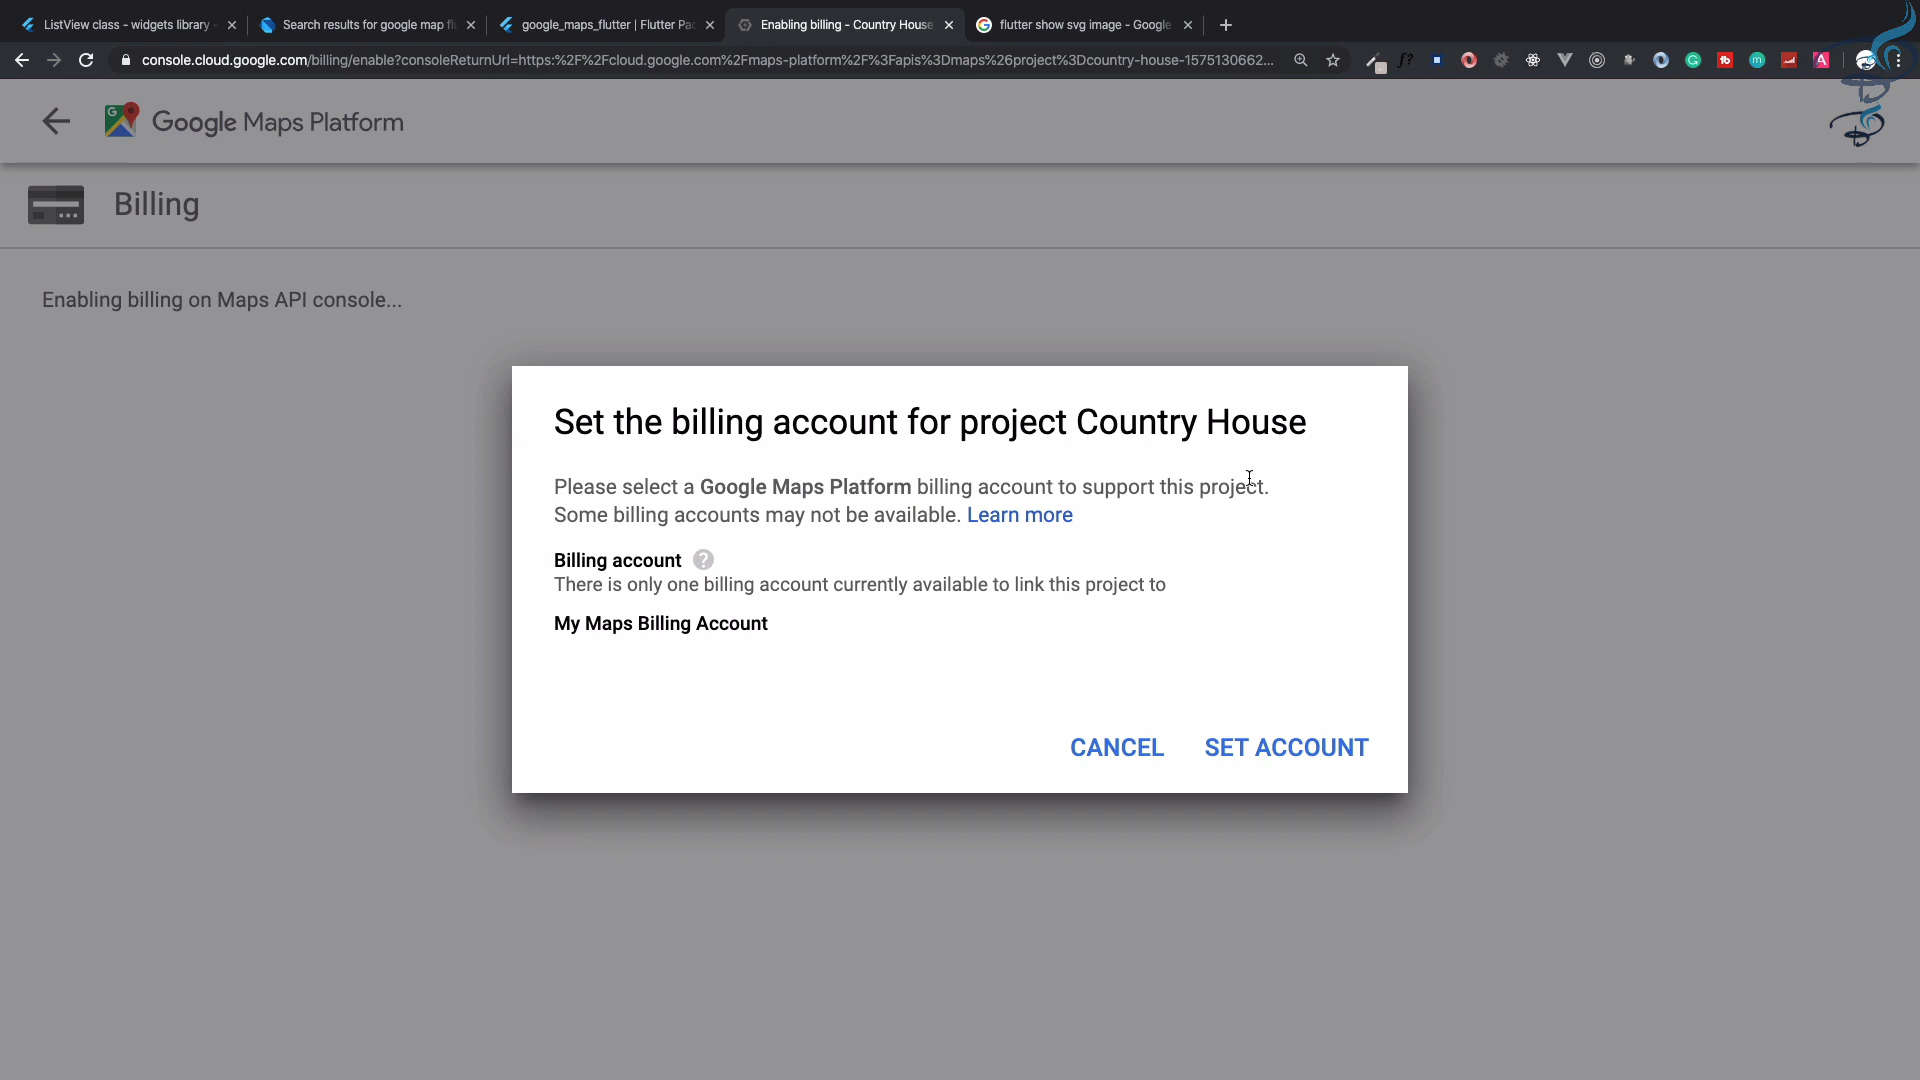 ListView class - widgets library -
Search results for google map fl
google_maps_flutter | Flutter Pac
Enabling billing - Country House
flutter show svg image - Google
console.cloud.google.com/billing/enable?consoleReturnUrl=https:%2F%2Fcloud.google.com%2Fmaps-platform%2F%3Fapis%3Dmaps%26project%3Dcountry-house-1575130662...
Google Maps Platform
Billing
Enabling billing on Maps API console...
Set the billing account for project Country House
Please select a Google Maps Platform billing account to support this project.
Some billing accounts may not be available. Learn more
Billing account ?
There is only one billing account currently available to link this project to
My Maps Billing Account
CANCEL SET ACCOUNT